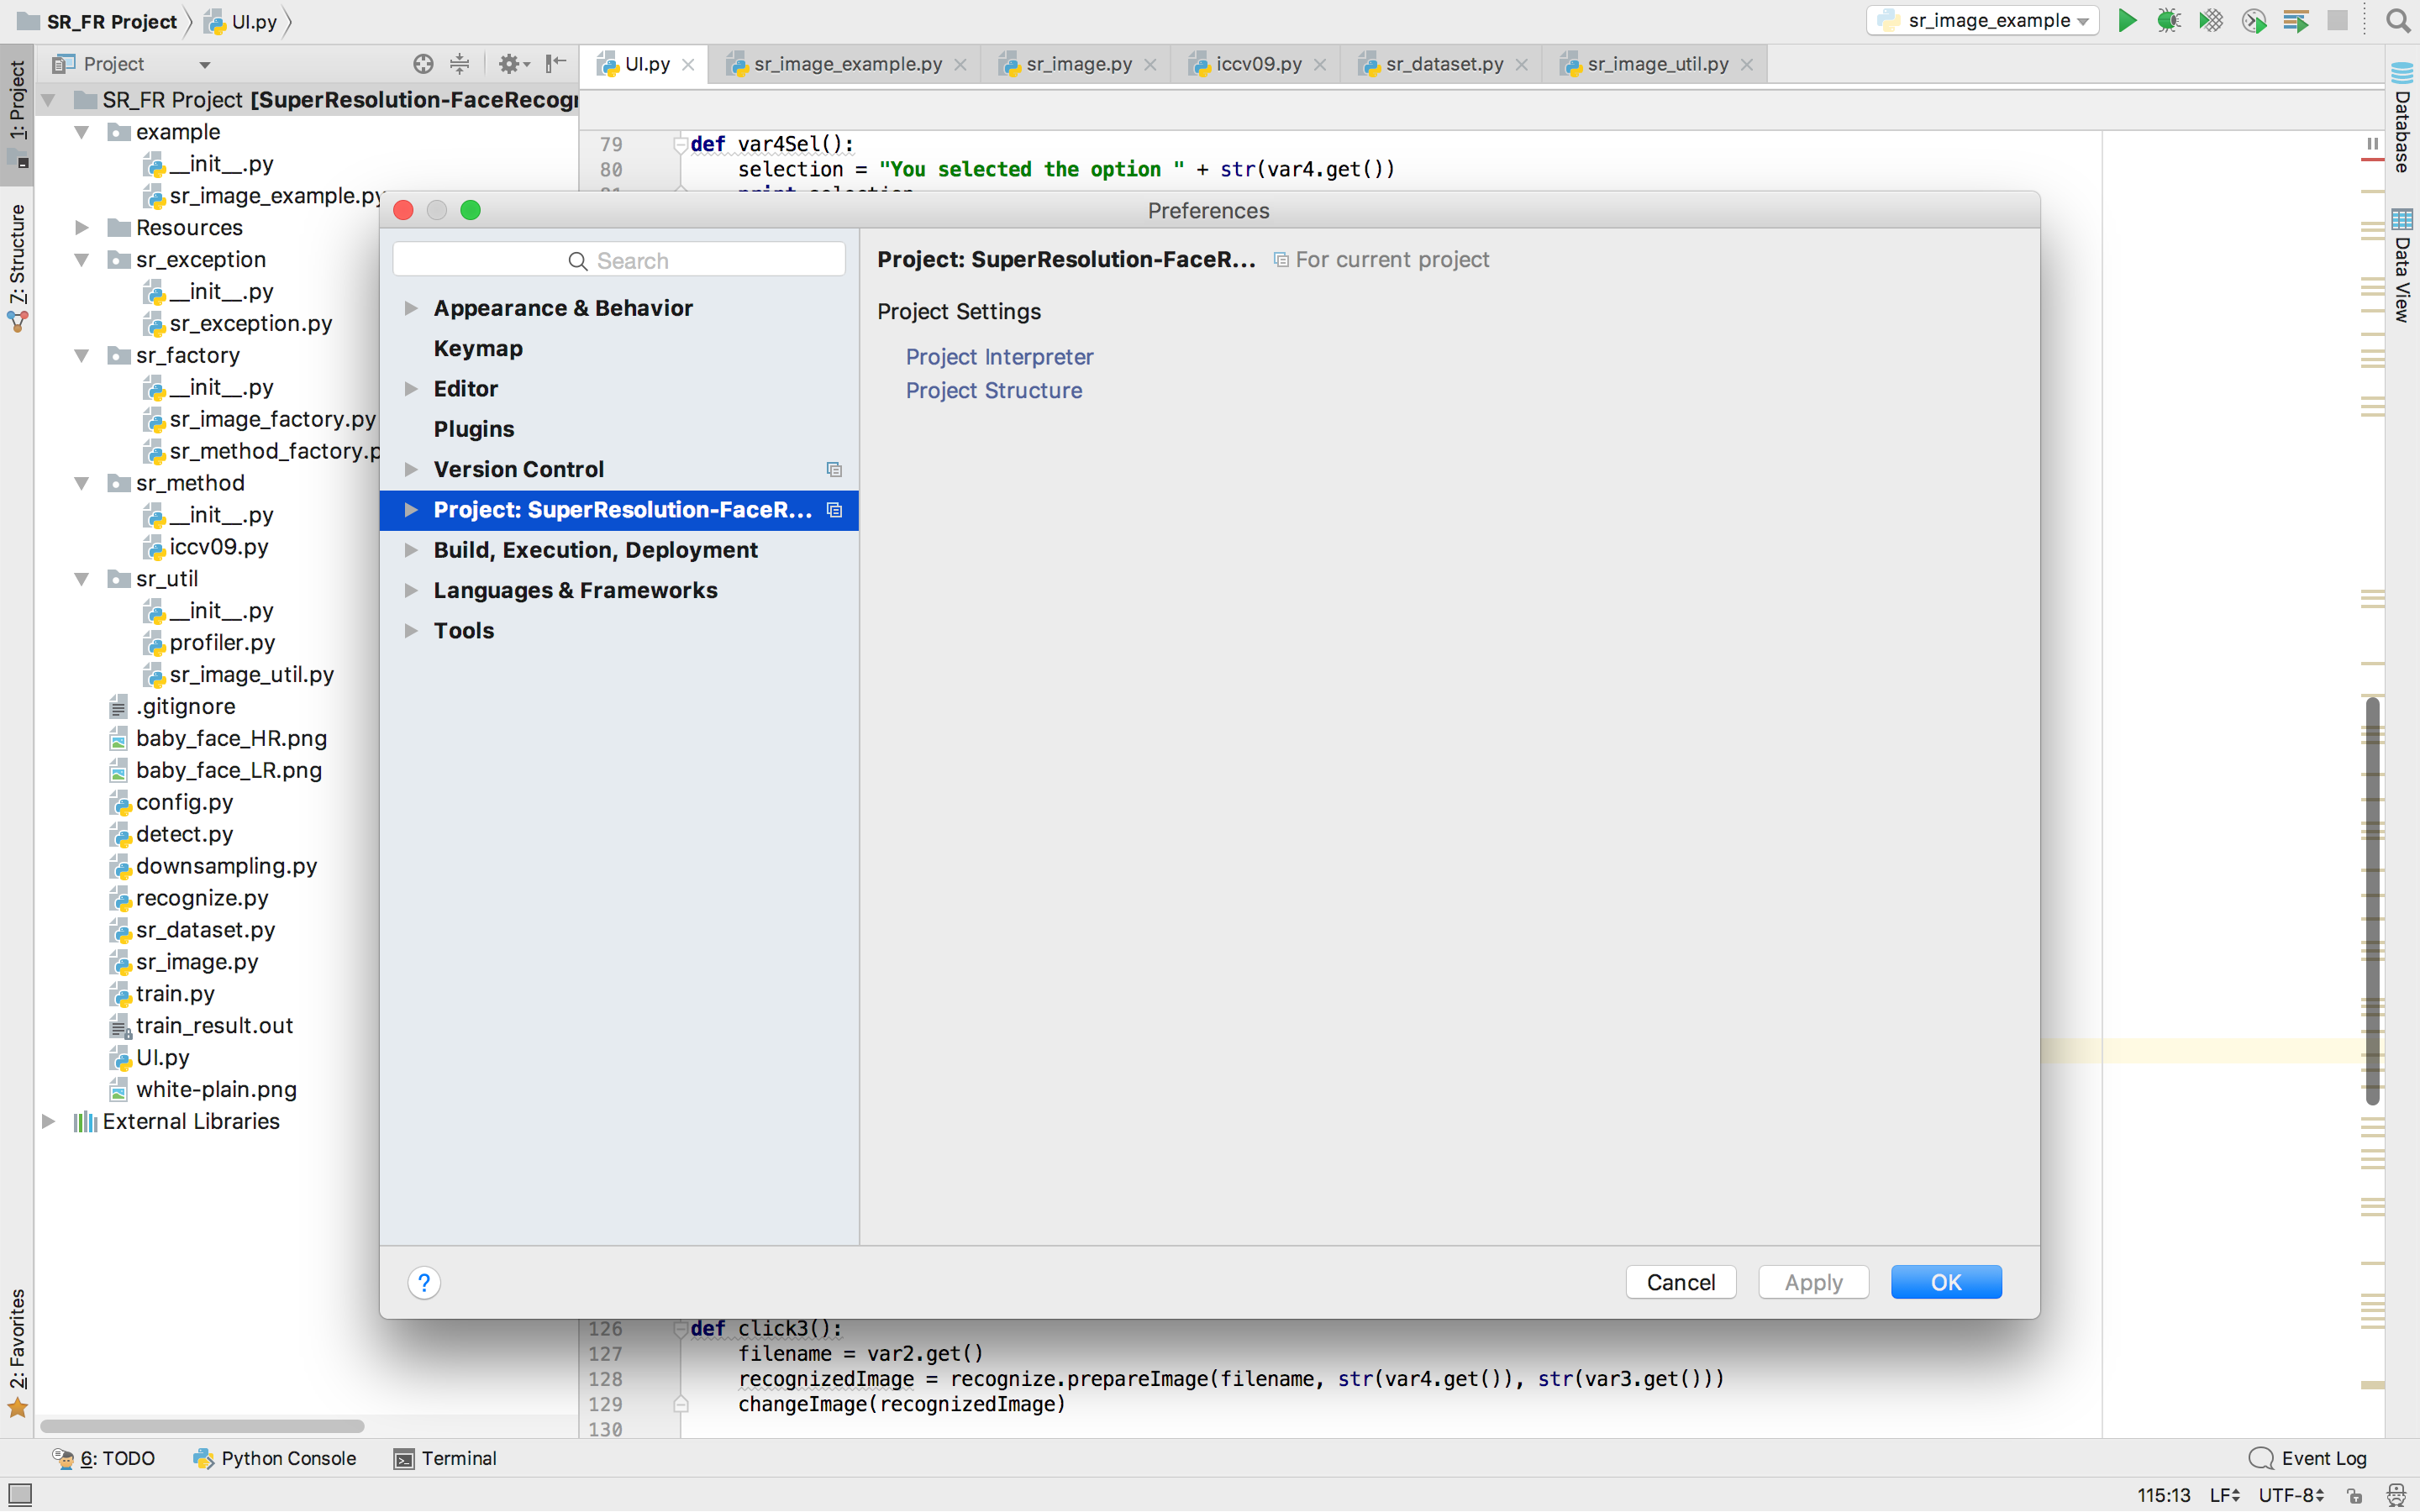 SR_FR Project
UI.py
sr_image_example
1: Project
7: Structure
2: Favorites
Project
SR_FR Project [SuperResolution-FaceRecogn
example
__init__.py
sr_image_example.py
Resources
sr_exception
__init__.py
sr_exception.py
sr_factory
__init__.py
sr_image_factory.py
sr_method_factory.p
sr_method
__init__.py
iccv09.py
sr_util
__init__.py
profiler.py
sr_image_util.py
.gitignore
baby_face_HR.png
baby_face_LR.png
config.py
detect.py
downsampling.py
recognize.py
sr_dataset.py
sr_image.py
train.py
train_result.out
UI.py
white-plain.png
External Libraries
UI.py
sr_image_example.py
sr_image.py
iccv09.py
sr_dataset.py
sr_image_util.py
79 def var4Sel():
80 selection = "You selected the option " + str(var4.get())
Preferences
Search
Appearance & Behavior
Keymap
Editor
Plugins
Version Control
Project: SuperResolution-FaceR...
Build, Execution, Deployment
Languages & Frameworks
Tools
Project: SuperResolution-FaceR... For current project
Project Settings
Project Interpreter
Project Structure
?
Cancel
Apply
OK
126 def click3():
127 filename = var2.get()
128 recognizedImage = recognize.prepareImage(filename, str(var4.get()), str(var3.get()))
129 changeImage(recognizedImage)
130
Database
Data View
6: TODO
Python Console
Terminal
Event Log
115:13 LF UTF-8